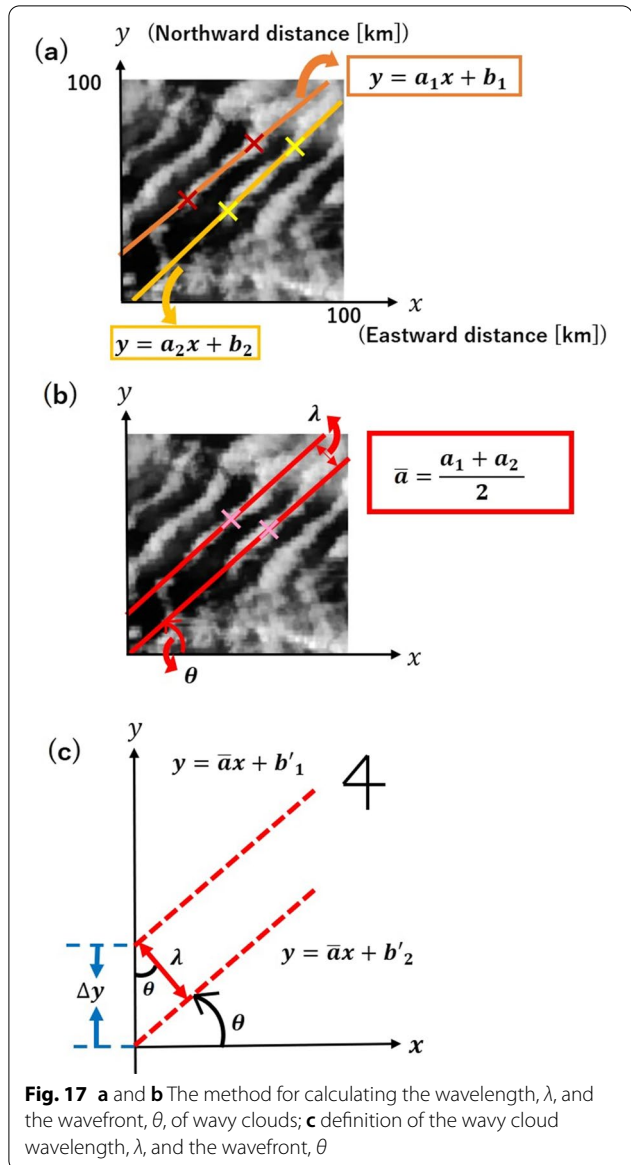 (a)
y (Northward distance [km])
100
y = a₁x + b₁
y = a₂x + b₂
x
100
(Eastward distance [km])
(b)
y
λ
a̅ = (a₁ + a₂)/2
θ
x
(c)
y
y = a̅x + b'₁
4
λ
θ
Δy
y = a̅x + b'₂
θ
x
Fig. 17 a and b The method for calculating the wavelength, λ, and
the wavefront, θ, of wavy clouds; c definition of the wavy cloud
wavelength, λ, and the wavefront, θ